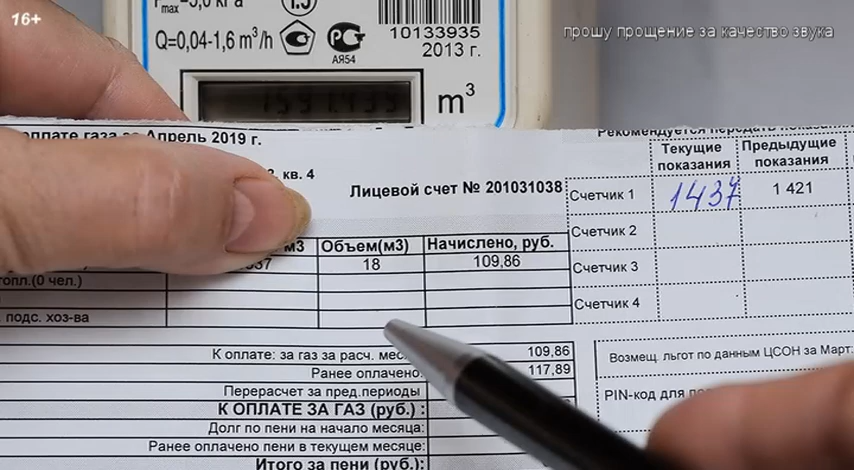 16+
прошу прощение за качество звука
Q=0,04-1,6 m³/h
АЯ54
10133935
2013 г.
m³
оплате газа за Апрель 2019 г.
кв. 4
Лицевой счет № 201031038
Рекомендуется передать
Текущие показания
Предыдущие показания
Счетчик 1
1437
1 421
Счетчик 2
Счетчик 3
Счетчик 4
м3
Объем(м3)
Начислено, руб.
18
109,86
(0 чел.)
подс. хоз-ва
К оплате: за газ за расч.
109,86
Ранее оплачено:
117,89
Перерасчет за пред.периоды
К ОПЛАТЕ ЗА ГАЗ (руб.) :
Долг по пени на начало месяца:
Ранее оплачено пени в текущем месяце:
Итого за пени (руб.):
Возмещ. льгот по данным ЦСОН за Март:
PIN-код для